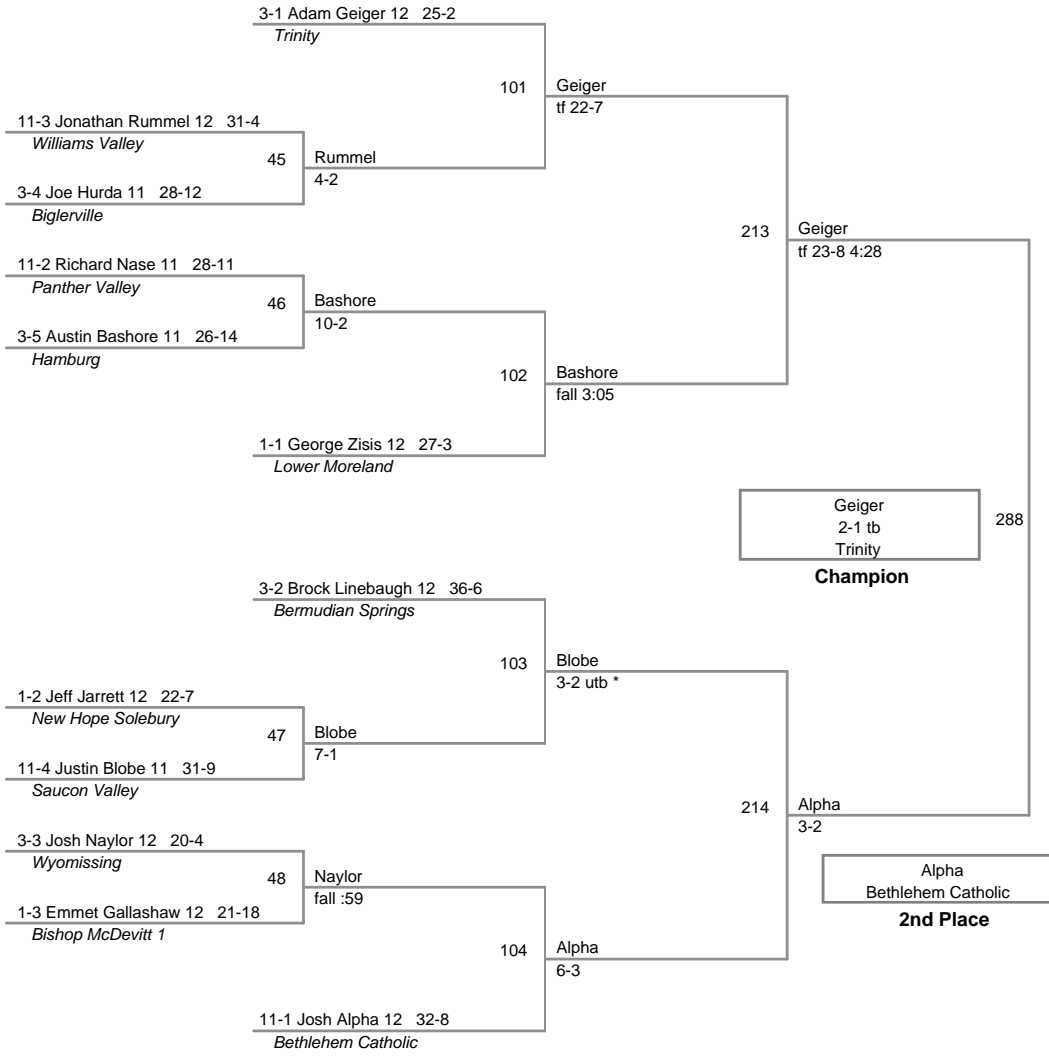 3-1 Adam Geiger 12 25-2
Trinity
101
Geiger
tf 22-7
11-3 Jonathan Rummel 12 31-4
Williams Valley
45
Rummel
4-2
3-4 Joe Hurda 11 28-12
Biglerville
213
Geiger
tf 23-8 4:28
11-2 Richard Nase 11 28-11
Panther Valley
46
Bashore
10-2
3-5 Austin Bashore 11 26-14
Hamburg
102
Bashore
fall 3:05
1-1 George Zisis 12 27-3
Lower Moreland
Geiger
2-1 tb
Trinity
Champion
288
3-2 Brock Linebaugh 12 36-6
Bermudian Springs
103
Blobe
3-2 utb *
1-2 Jeff Jarrett 12 22-7
New Hope Solebury
47
Blobe
7-1
11-4 Justin Blobe 11 31-9
Saucon Valley
214
Alpha
3-2
3-3 Josh Naylor 12 20-4
Wyomissing
48
Naylor
fall :59
Alpha
Bethlehem Catholic
2nd Place
1-3 Emmet Gallashaw 12 21-18
Bishop McDevitt 1
104
Alpha
6-3
11-1 Josh Alpha 12 32-8
Bethlehem Catholic